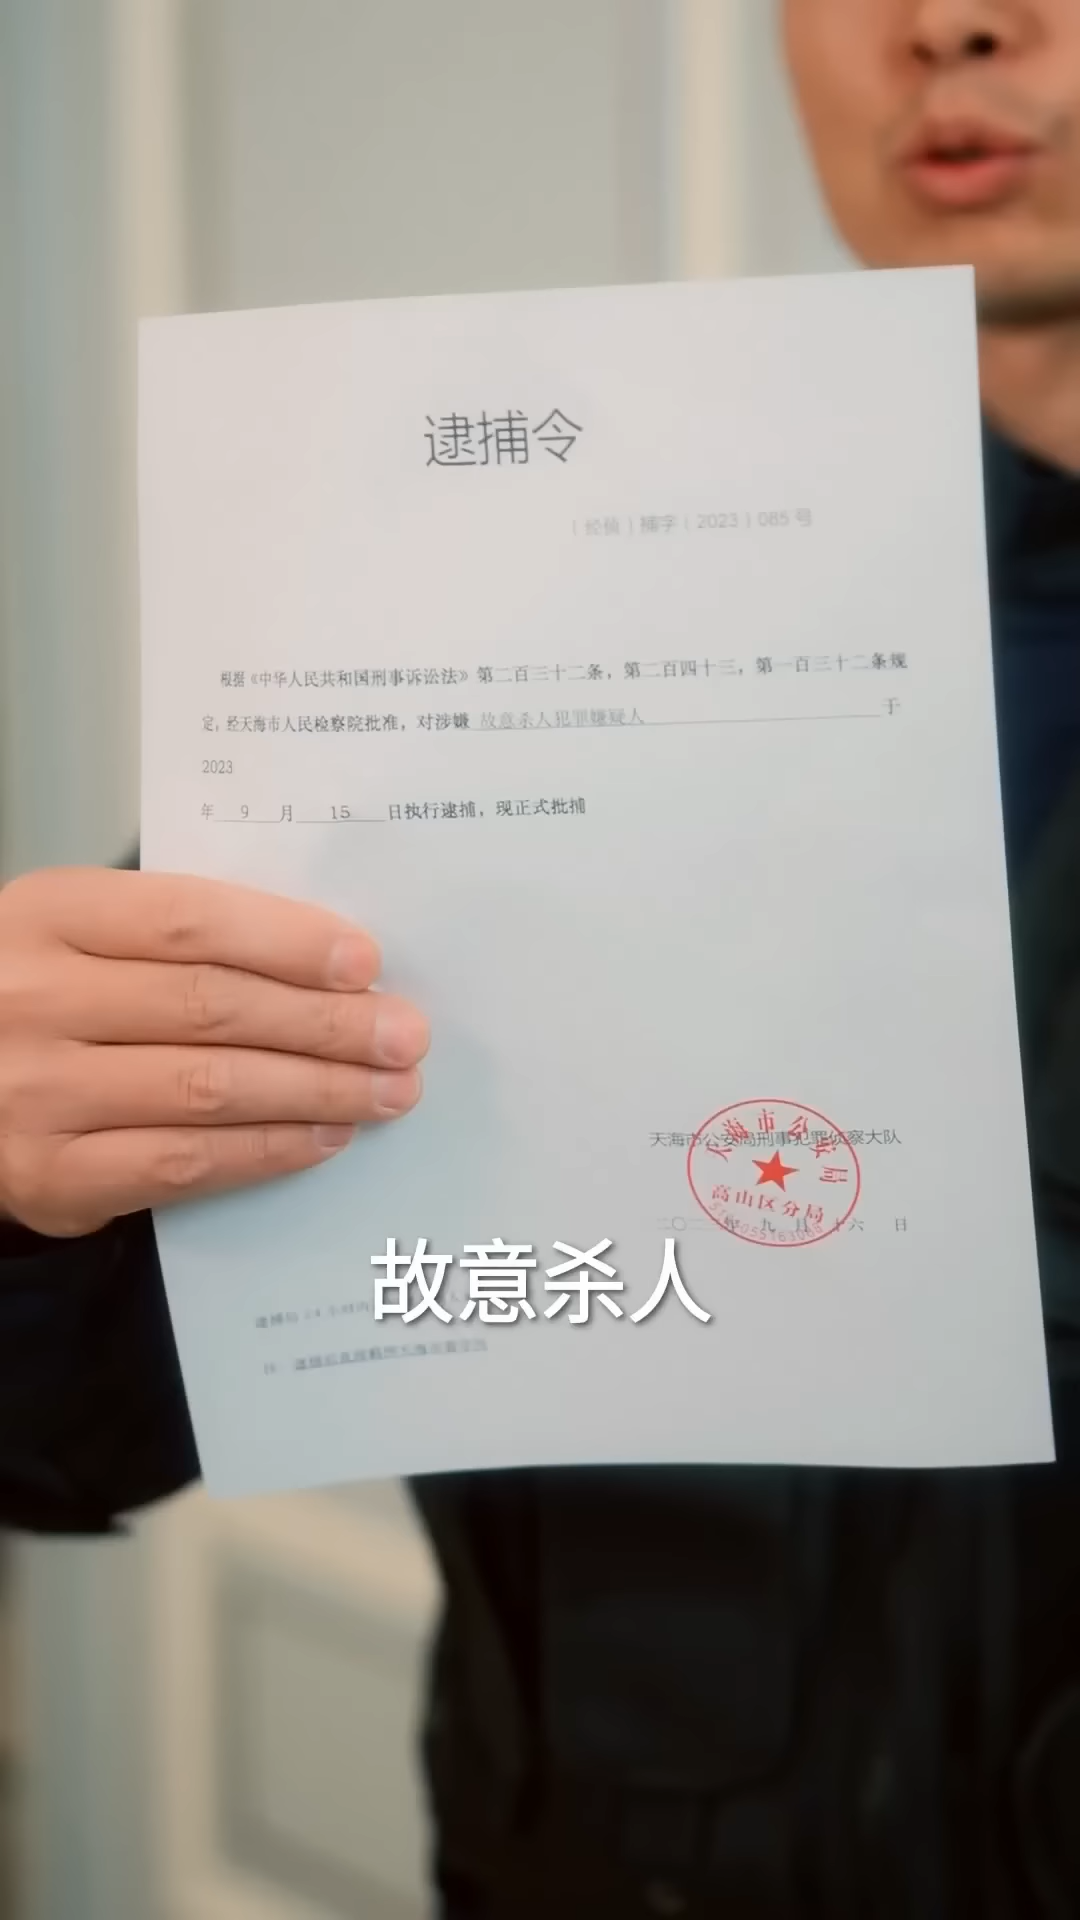 逮捕令
捕字（2023）085号
根据《中华人民共和国刑事诉讼法》第二百三十二条，第二百四十三，第一百三十二条规
定，经天海市人民检察院批准，对涉嫌 故意杀人犯罪嫌疑人 于
2023
年 9 月 15 日执行逮捕，现正式批捕
天海市公安局刑事犯罪侦察大队
天海市公安局
高山区分局
二〇二 年 九 月 十六 日
故意杀人